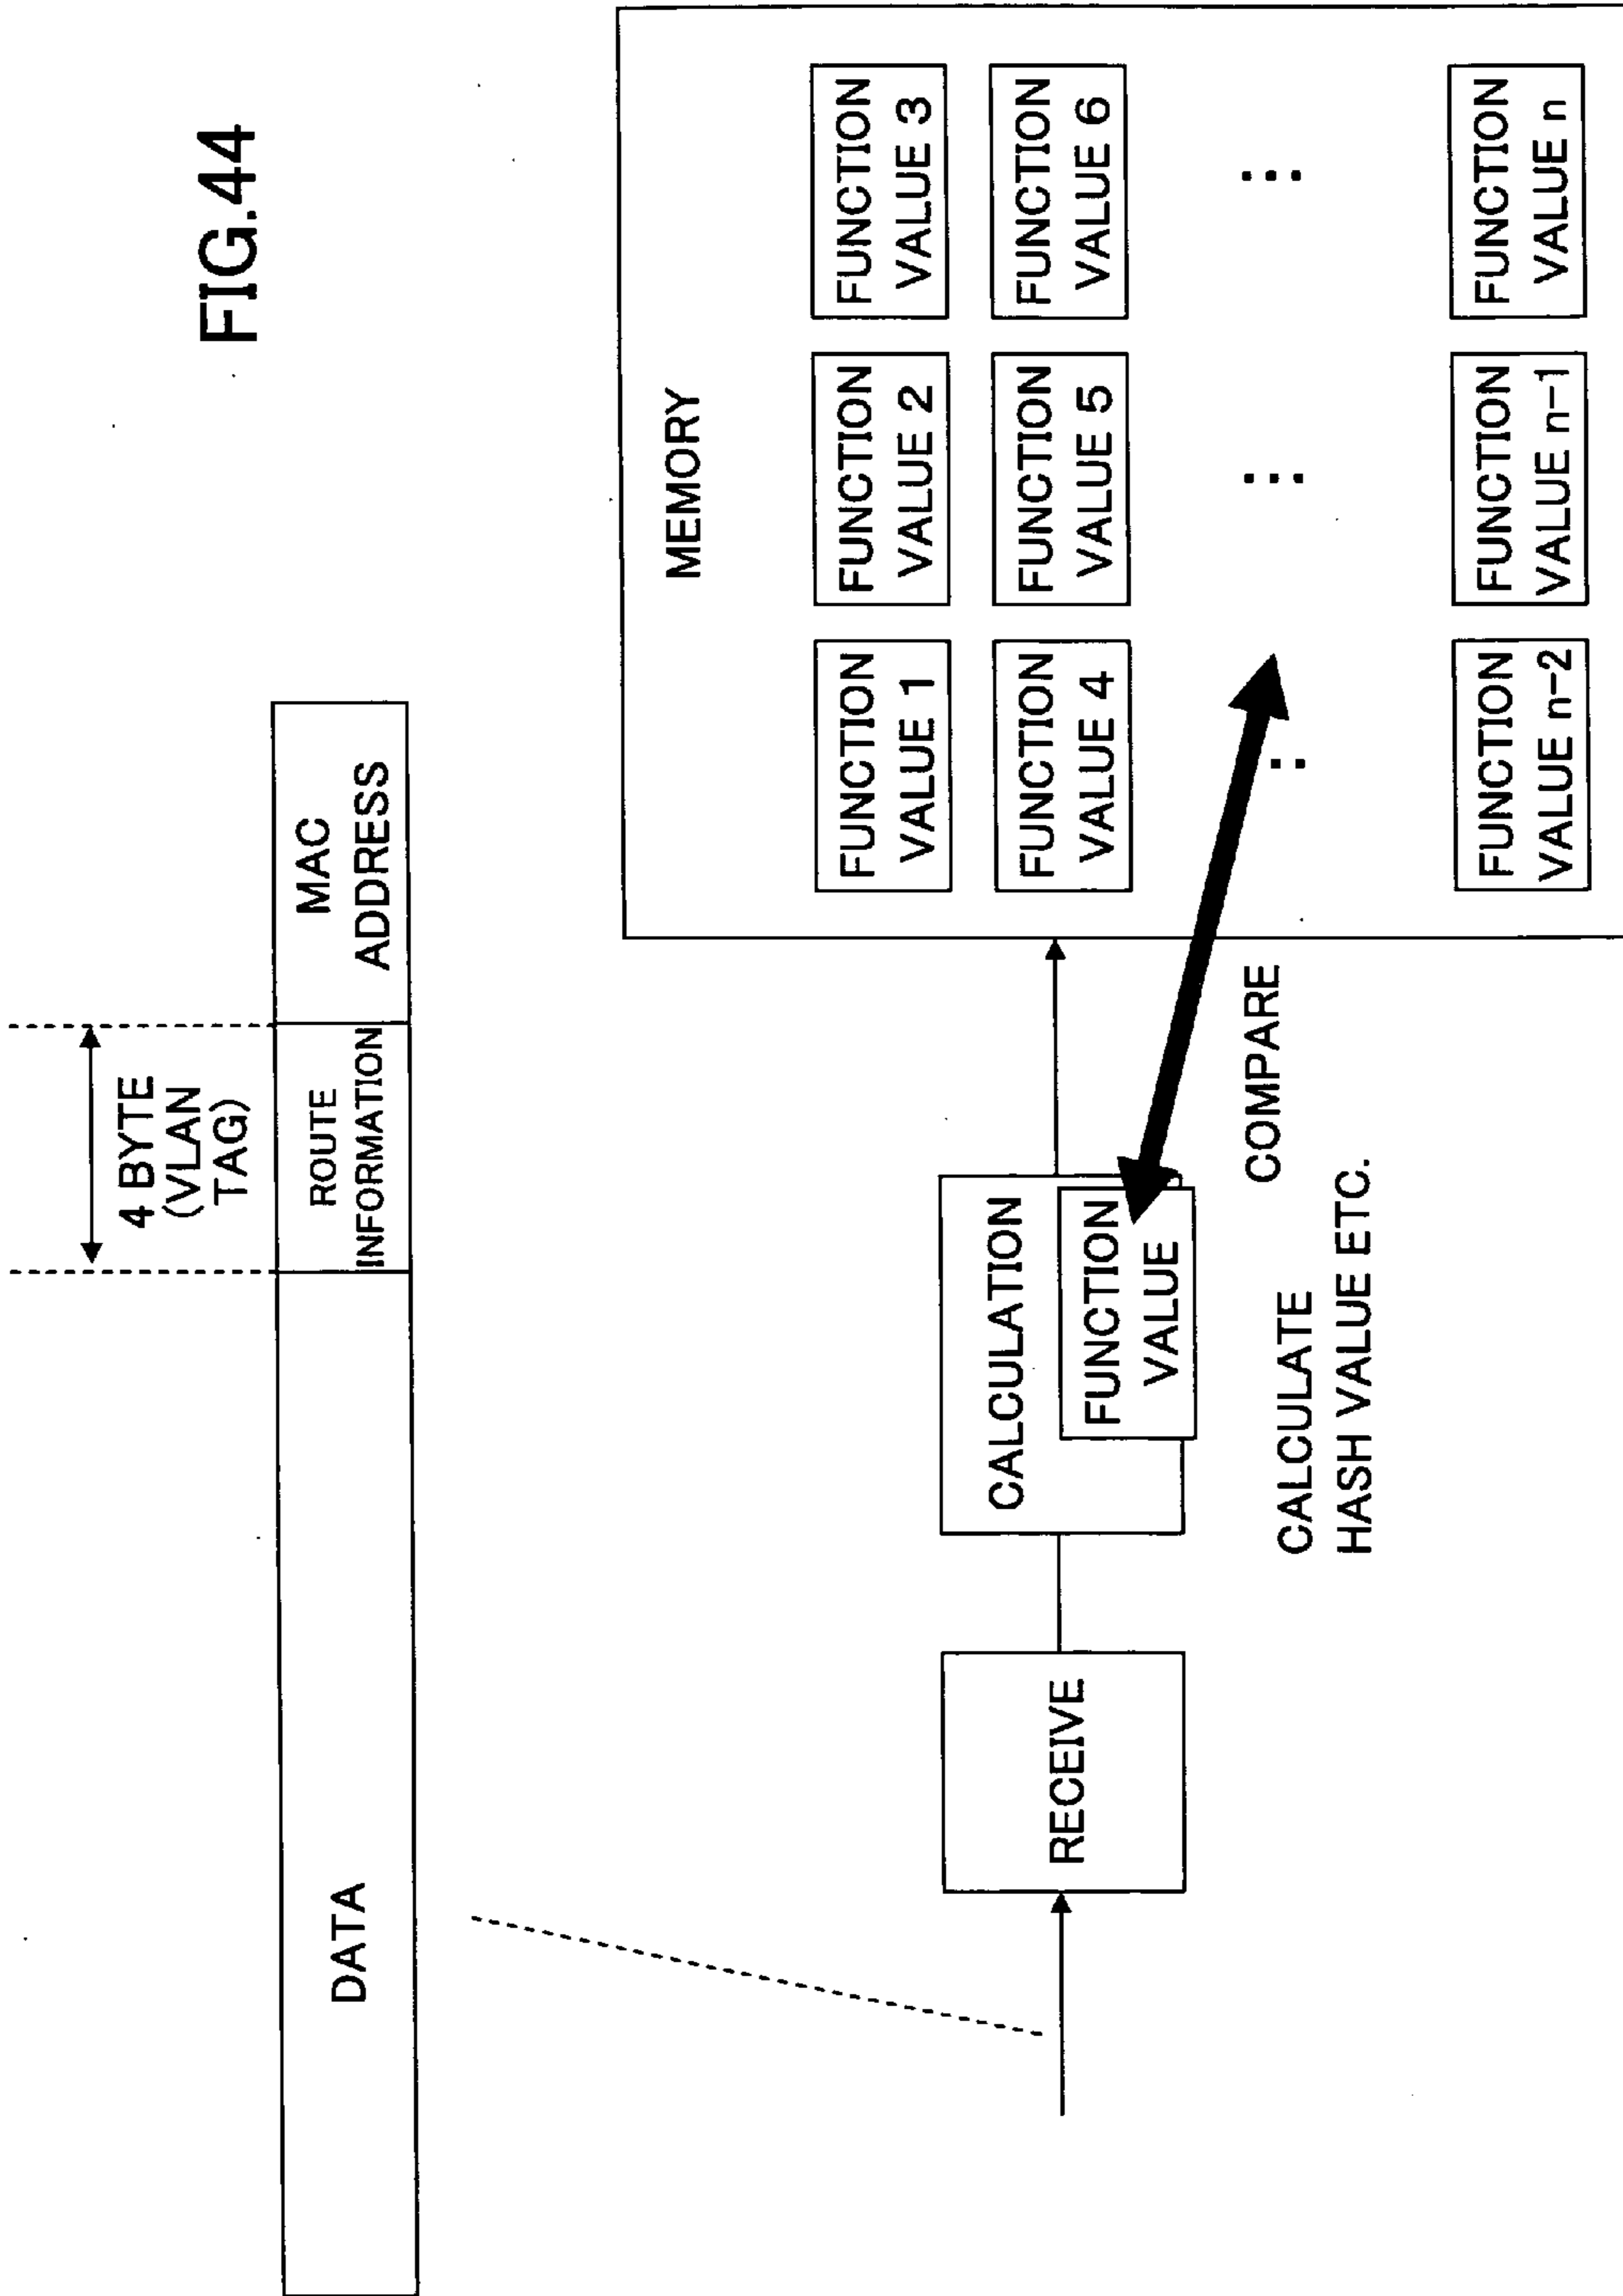 FIG.44
4 BYTE
(VLAN
TAG)
DATA
ROUTE
INFORMATION
MAC
ADDRESS
RECEIVE
CALCULATION
FUNCTION
VALUE
CALCULATE
HASH VALUE ETC.
COMPARE
MEMORY
FUNCTION
VALUE 1
FUNCTION
VALUE 2
FUNCTION
VALUE 3
FUNCTION
VALUE 4
FUNCTION
VALUE 5
FUNCTION
VALUE 6
FUNCTION
VALUE n-2
FUNCTION
VALUE n-1
FUNCTION
VALUE n